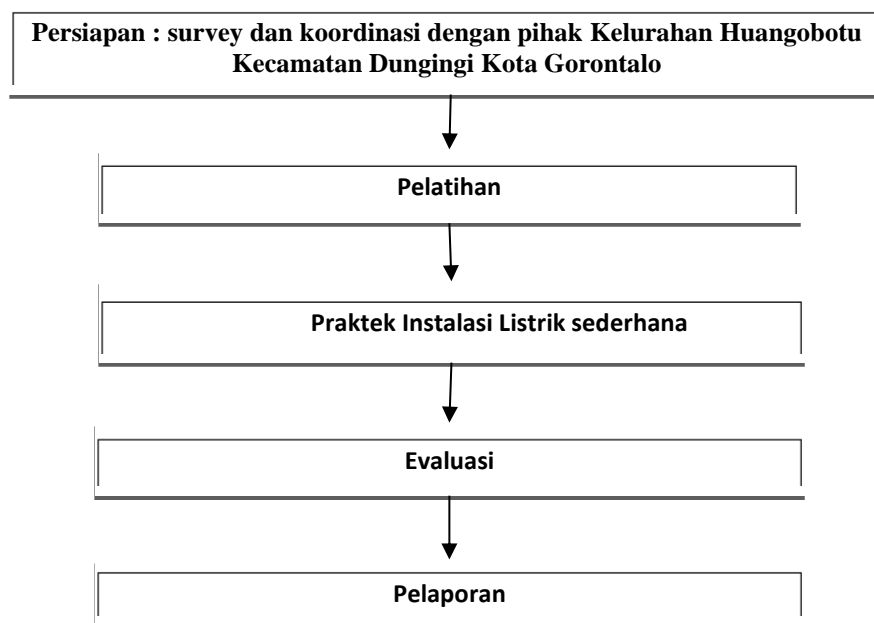 Persiapan : survey dan koordinasi dengan pihak Kelurahan Huangobotu
Kecamatan Dungingi Kota Gorontalo
Pelatihan
Praktek Instalasi Listrik sederhana
Evaluasi
Pelaporan